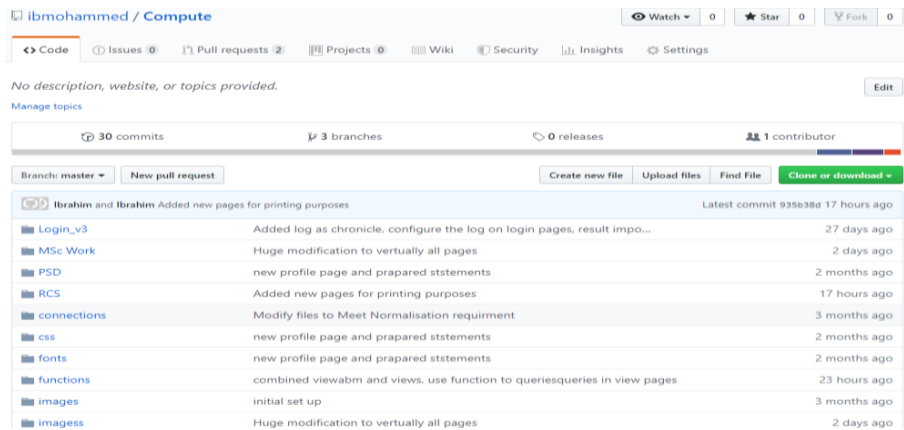 ibmohammed / Compute Watch 0 Star 0 Fork 0
Code Issues 0 Pull requests 2 Projects 0 Wiki Security Insights Settings
No description, website, or topics provided. Edit
Manage topics
30 commits 3 branches 0 releases 1 contributor
Branch: master New pull request Create new file Upload files Find File Clone or download
Ibrahim and Ibrahim Added new pages for printing purposes Latest commit 935b38d 17 hours ago
Login_v3 Added log as chronicle, configure the log on login pages, result impo... 27 days ago
MSc Work Huge modification to vertually all pages 2 days ago
PSD new profile page and prapared ststements 2 months ago
RCS Added new pages for printing purposes 17 hours ago
connections Modify files to Meet Normalisation requirment 3 months ago
css new profile page and prapared ststements 2 months ago
fonts new profile page and prapared ststements 2 months ago
functions combined viewabm and views, use function to queriesqueries in view pages 23 hours ago
images initial set up 3 months ago
imagess Huge modification to vertually all pages 2 days ago